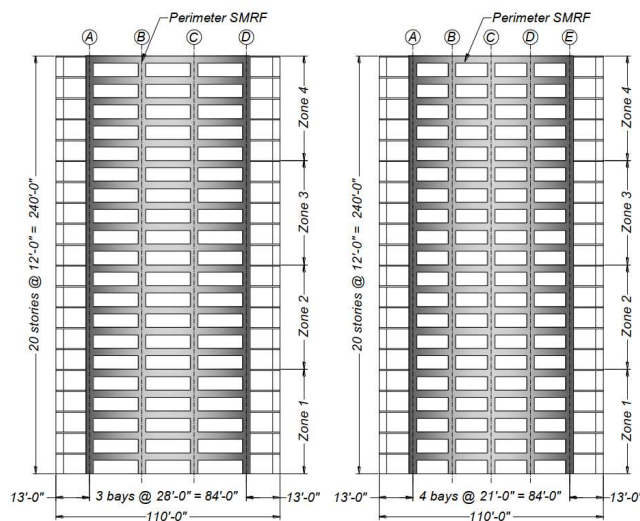 Perimeter SMRF
A B C D
20 stories @ 12'-0" = 240'-0"
Zone 4
Zone 3
Zone 2
Zone 1
13'-0" 3 bays @ 28'-0" = 84'-0" 13'-0"
110'-0"
Perimeter SMRF
A B C D E
20 stories @ 12'-0" = 240'-0"
Zone 4
Zone 3
Zone 2
Zone 1
13'-0" 4 bays @ 21'-0" = 84'-0" 13'-0"
110'-0"